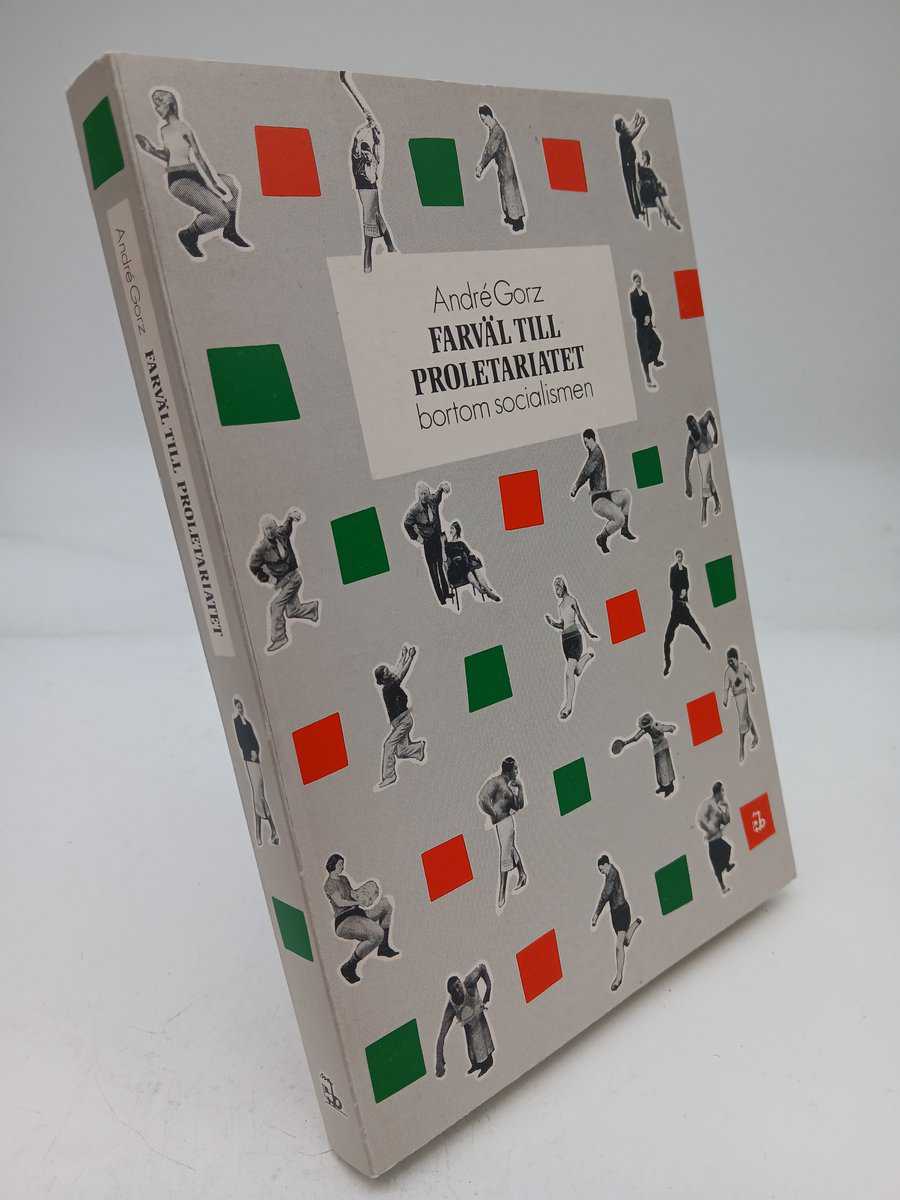 André Gorz
FARVÄL TILL
PROLETARIATET
bortom socialismen
André Gorz FARVÄL TILL PROLETARIATET